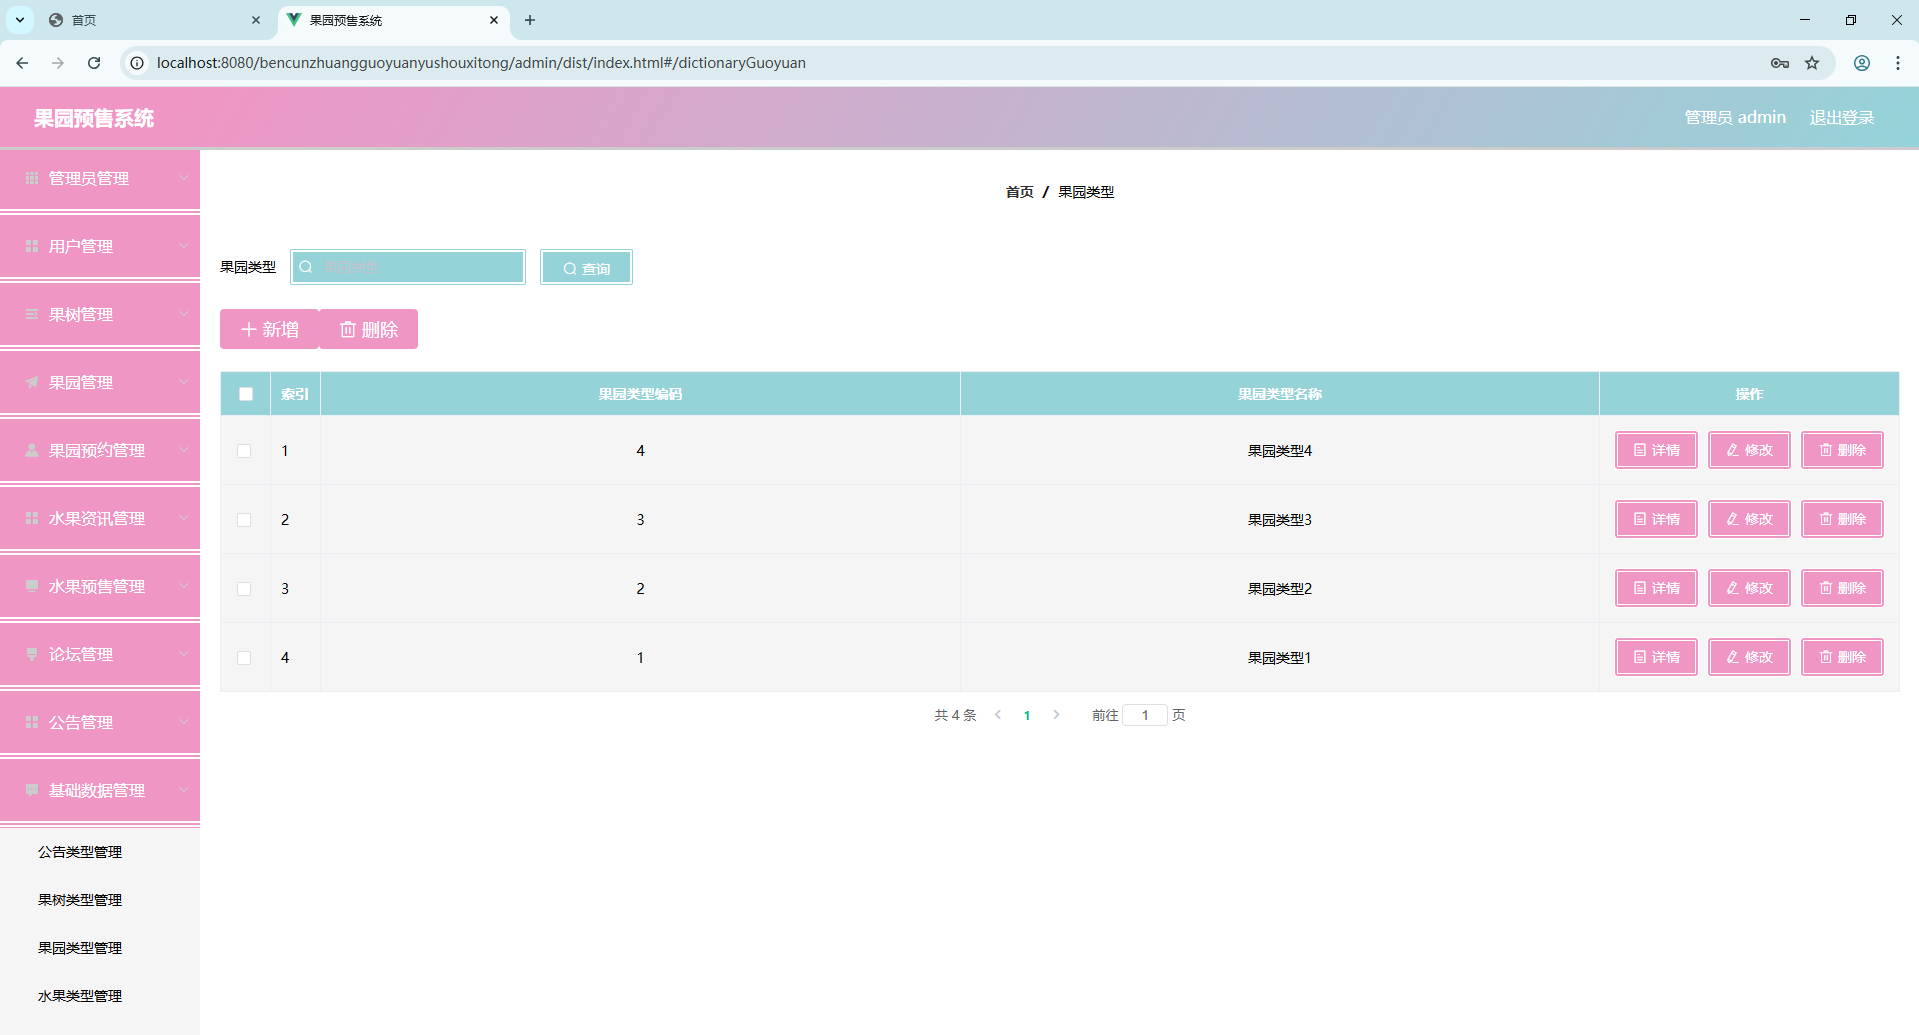 首页
果园预售系统
localhost:8080/bencunzhuangguoyuanyushouxitong/admin/dist/index.html#/dictionaryGuoyuan
果园预售系统
管理员 admin
退出登录
管理员管理
用户管理
果树管理
果园管理
果园预约管理
水果资讯管理
水果预售管理
论坛管理
公告管理
基础数据管理
公告类型管理
果树类型管理
果园类型管理
水果类型管理
首页 / 果园类型
果园类型 果园类型 查询
新增 删除
索引 果园类型编码 果园类型名称 操作
1 4 果园类型4 详情 修改 删除
2 3 果园类型3 详情 修改 删除
3 2 果园类型2 详情 修改 删除
4 1 果园类型1 详情 修改 删除
共 4 条 1 前往 1 页